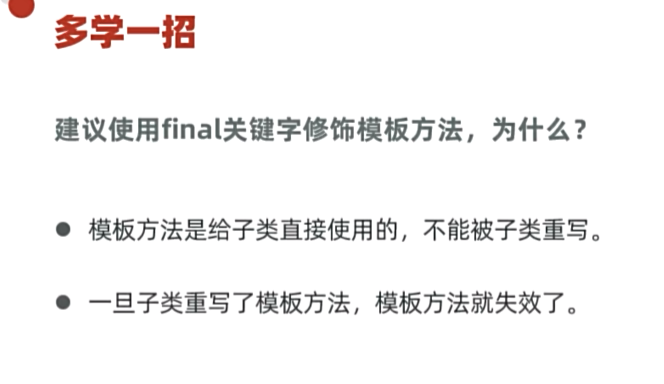 多学一招
建议使用final关键字修饰模板方法，为什么？
● 模板方法是给子类直接使用的，不能被子类重写。
● 一旦子类重写了模板方法，模板方法就失效了。